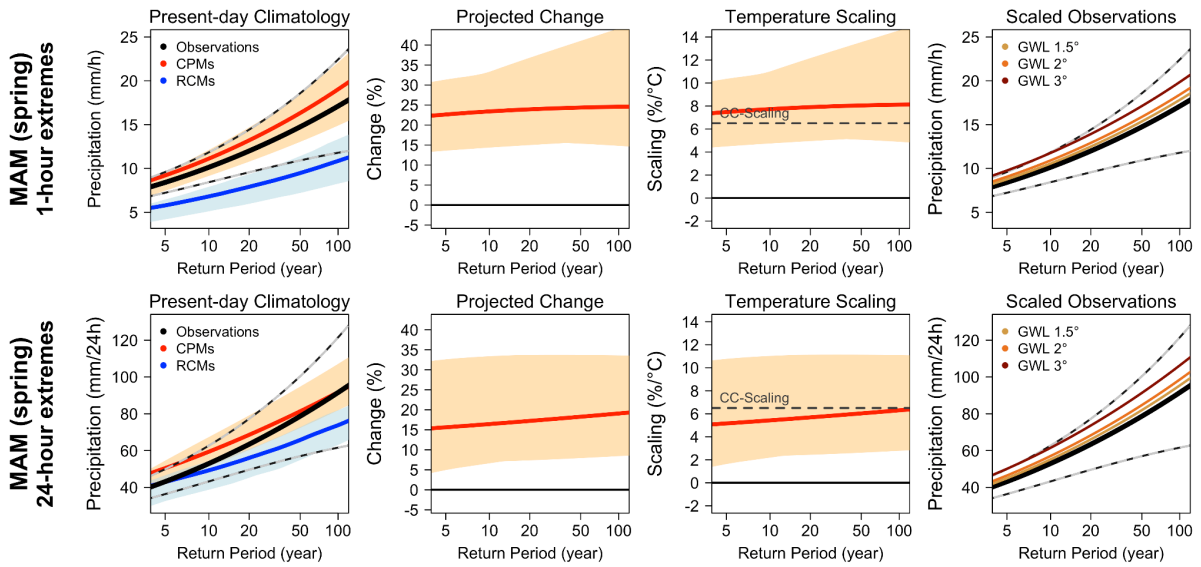 MAM (spring)
1-hour extremes
Present-day Climatology
Precipitation (mm/h)
25
20
15
10
5
Observations
CPMs
RCMs
5 10 20 50 100
Return Period (year)
Projected Change
Change (%)
40
35
30
25
20
15
10
5
0
-5
5 10 20 50 100
Return Period (year)
Temperature Scaling
Scaling (%/°C)
14
12
10
8
6
4
2
0
-2
CC-Scaling
5 10 20 50 100
Return Period (year)
Scaled Observations
Precipitation (mm/h)
25
20
15
10
5
GWL 1.5°
GWL 2°
GWL 3°
5 10 20 50 100
Return Period (year)
MAM (spring)
24-hour extremes
Present-day Climatology
Precipitation (mm/24h)
120
100
80
60
40
Observations
CPMs
RCMs
5 10 20 50 100
Return Period (year)
Projected Change
Change (%)
40
35
30
25
20
15
10
5
0
-5
5 10 20 50 100
Return Period (year)
Temperature Scaling
Scaling (%/°C)
14
12
10
8
6
4
2
0
-2
CC-Scaling
5 10 20 50 100
Return Period (year)
Scaled Observations
Precipitation (mm/24h)
120
100
80
60
40
GWL 1.5°
GWL 2°
GWL 3°
5 10 20 50 100
Return Period (year)